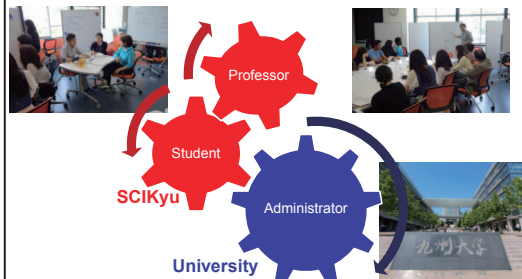 Professor
Student
SCIKyu
Administrator
九州大学
University